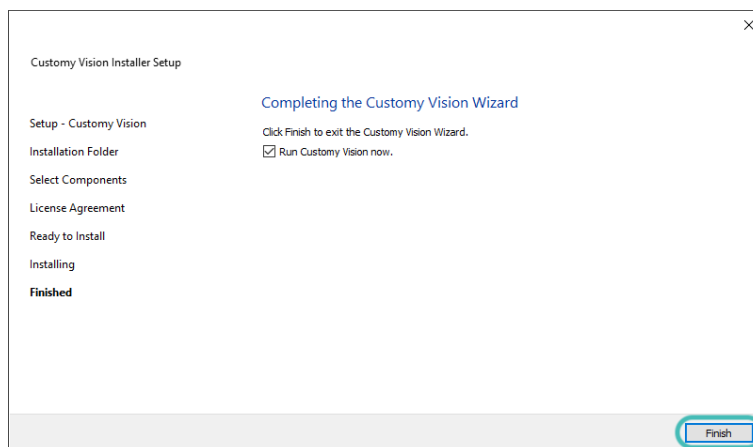 Customy Vision Installer Setup
Setup - Customy Vision
Installation Folder
Select Components
License Agreement
Ready to Install
Installing
Finished
Completing the Customy Vision Wizard
Click Finish to exit the Customy Vision Wizard.
Run Customy Vision now.
Finish